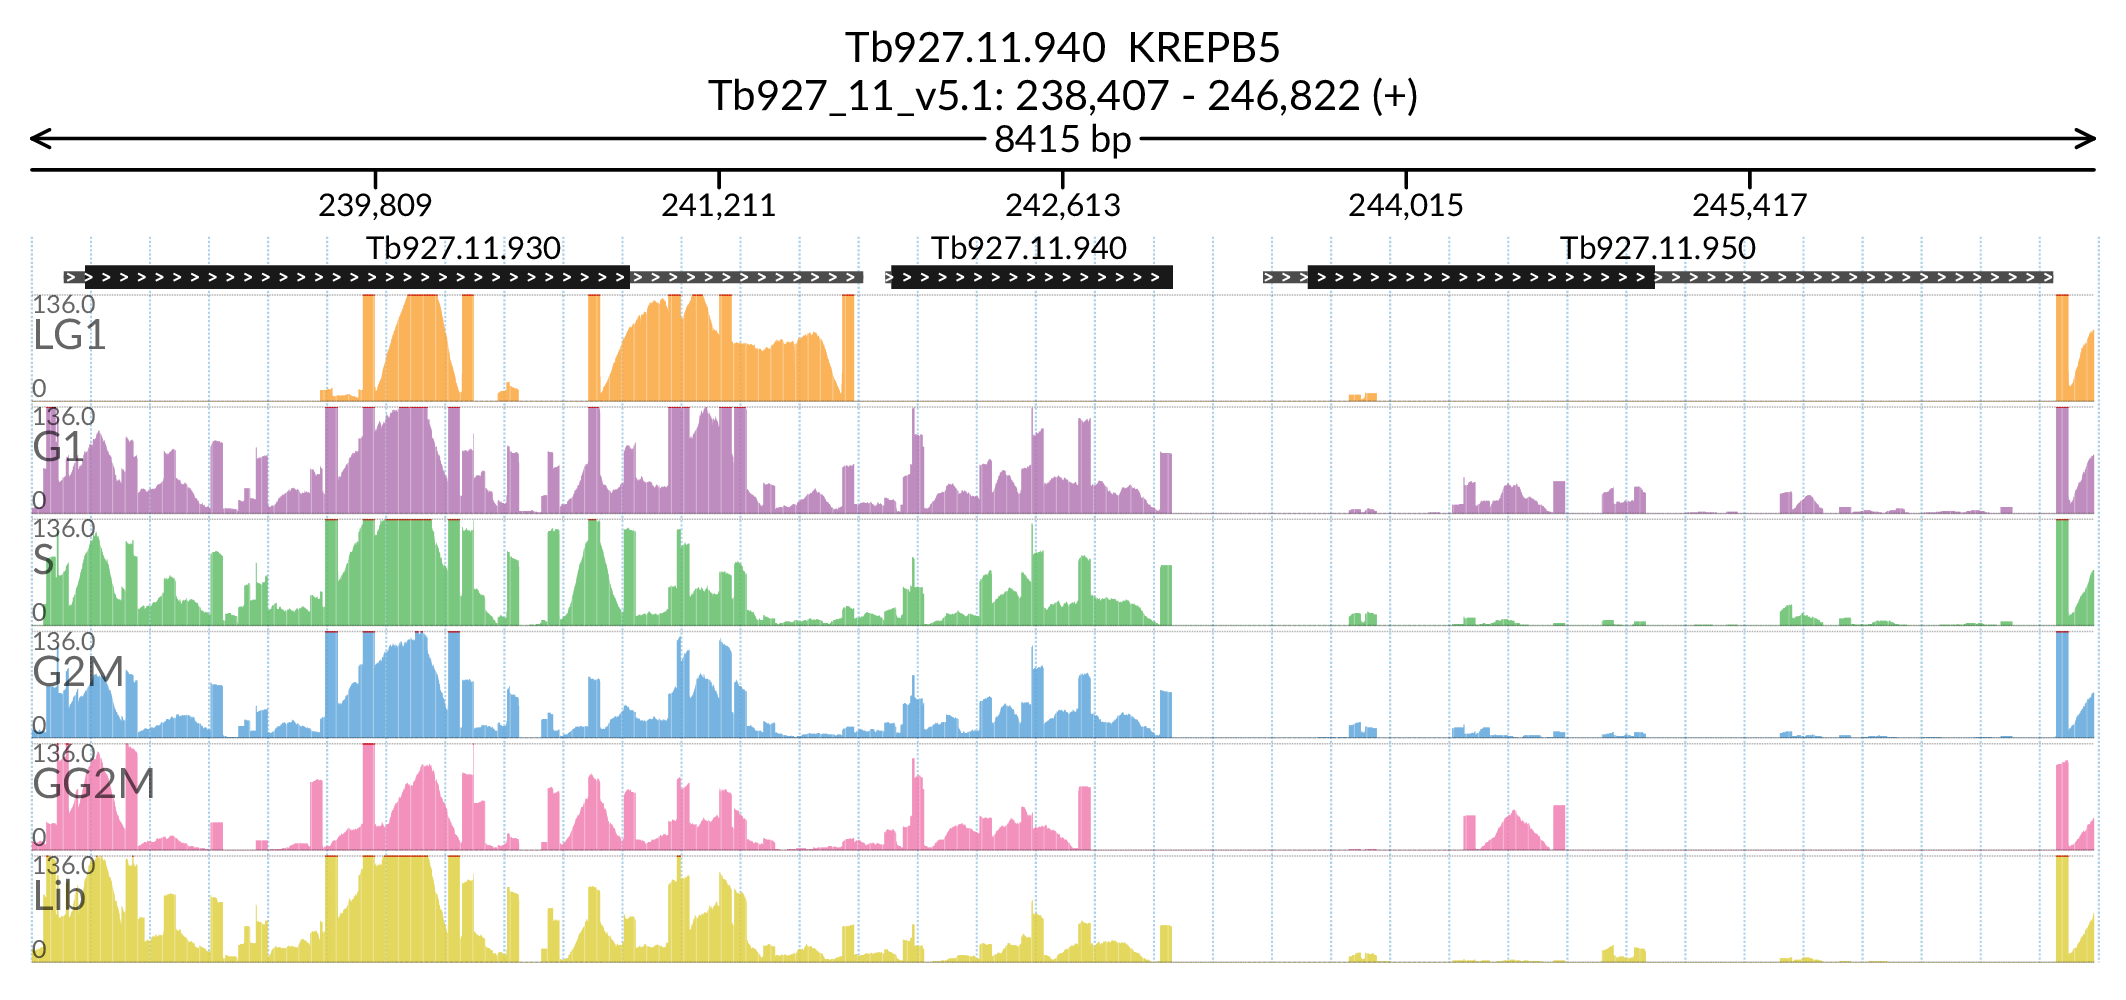 Tb927.11.940 KREPB5
Tb927_11_v5.1: 238,407 - 246,822 (+)
8415 bp
239,809 241,211 242,613 244,015 245,417
Tb927.11.930 Tb927.11.940 Tb927.11.950
136.0
LG1
0
136.0
G1
0
136.0
S
0
136.0
G2M
0
136.0
GG2M
0
136.0
Lib
0